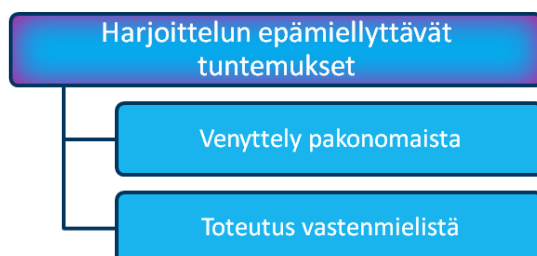 Harjoittelun epämiellyttävät
tuntemukset
Venyttely pakonomaista
Toteutus vastenmielistä